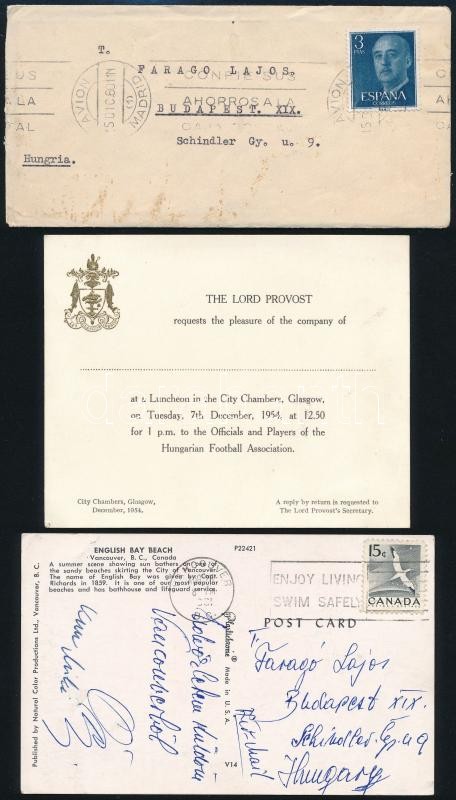 T.
FARAGO LAJOS.
BUDAPEST. XIX.
Schindler Gy. u. 9.
Hungria.
AVION
MADRID
(11)
AHORROS A LA
3
PTAS
ESPAÑA
CORREOS
THE LORD PROVOST
requests the pleasure of the company of
at a Luncheon in the City Chambers, Glasgow,
on Tuesday, 7th December, 1954, at 12.50
for 1 p.m. to the Officials and Players of the
Hungarian Football Association.
City Chambers, Glasgow,
December, 1954.
A reply by return is requested to
The Lord Provost's Secretary.
ENGLISH BAY BEACH
Vancouver, B. C., Canada
P22421
A summer scene showing sun bathers on one of
the sandy beaches skirting the City of Vancouver.
The name of English Bay was given by Capt.
Richards in 1859. It is one of our most popular
beaches and has bathhouse and lifeguard service.
Published by Natural Color Productions Ltd., Vancouver, B. C.
Plastichrome®
Made in U. S. A.
V14
ENJOY LIVING
SWIM SAFELY
15c
CANADA
POST CARD
küldöm
Vancouverből
Air Mail
Faragó Lajos
Budapest XIX.
Schindler Gy. u 9
Hungary